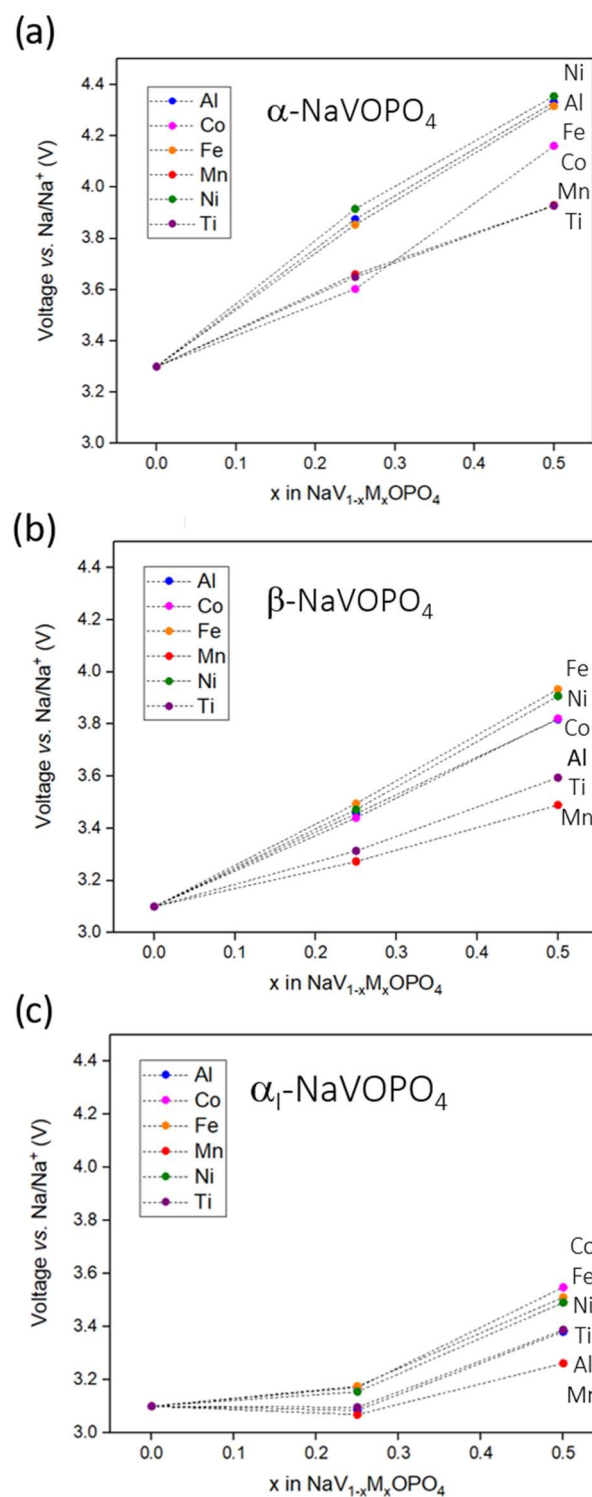 (a)
4.4
4.2
4.0
3.8
3.6
3.4
3.2
3.0
Voltage vs. Na/Na⁺ (V)
Al
Co
Fe
Mn
Ni
Ti
α-NaVOPO₄
Ni
Al
Fe
Co
Mn
Ti
0.0 0.1 0.2 0.3 0.4 0.5
x in NaV₁₋ₓMₓOPO₄
(b)
4.4
4.2
4.0
3.8
3.6
3.4
3.2
3.0
Voltage vs. Na/Na⁺ (V)
Al
Co
Fe
Mn
Ni
Ti
β-NaVOPO₄
Fe
Ni
Co
Al
Ti
Mn
0.0 0.1 0.2 0.3 0.4 0.5
x in NaV₁₋ₓMₓOPO₄
(c)
4.4
4.2
4.0
3.8
3.6
3.4
3.2
3.0
Voltage vs. Na/Na⁺ (V)
Al
Co
Fe
Mn
Ni
Ti
α_I-NaVOPO₄
Co
Fe
Ni
Ti
Al
Mn
0.0 0.1 0.2 0.3 0.4 0.5
x in NaV₁₋ₓMₓOPO₄